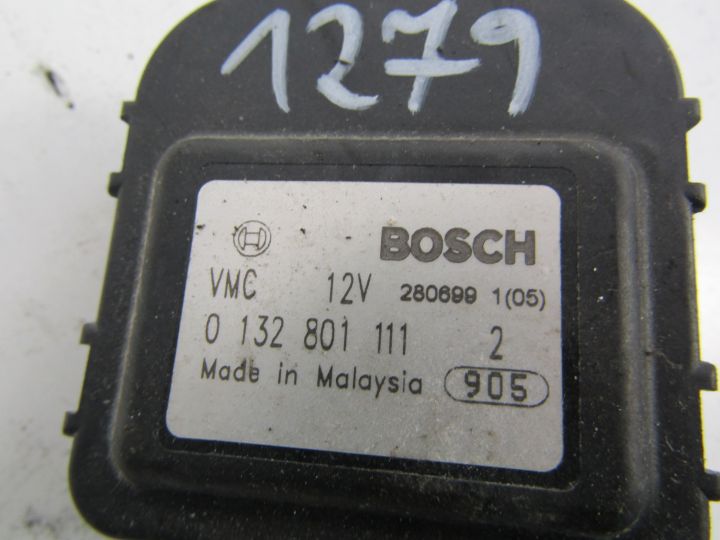 1279
BOSCH
VMC 12V 280699 1(05)
0 132 801 111 2
Made in Malaysia 905